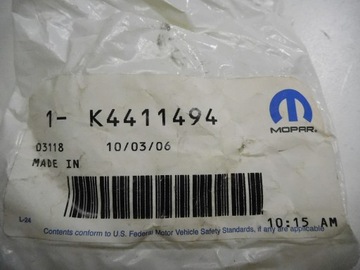 1- K4411494
MOPAR
03118 10/03/06
MADE IN
L-24
10:15 AM
Contents conform to U.S. Federal Motor Vehicle Safety Standards, if any are applicable